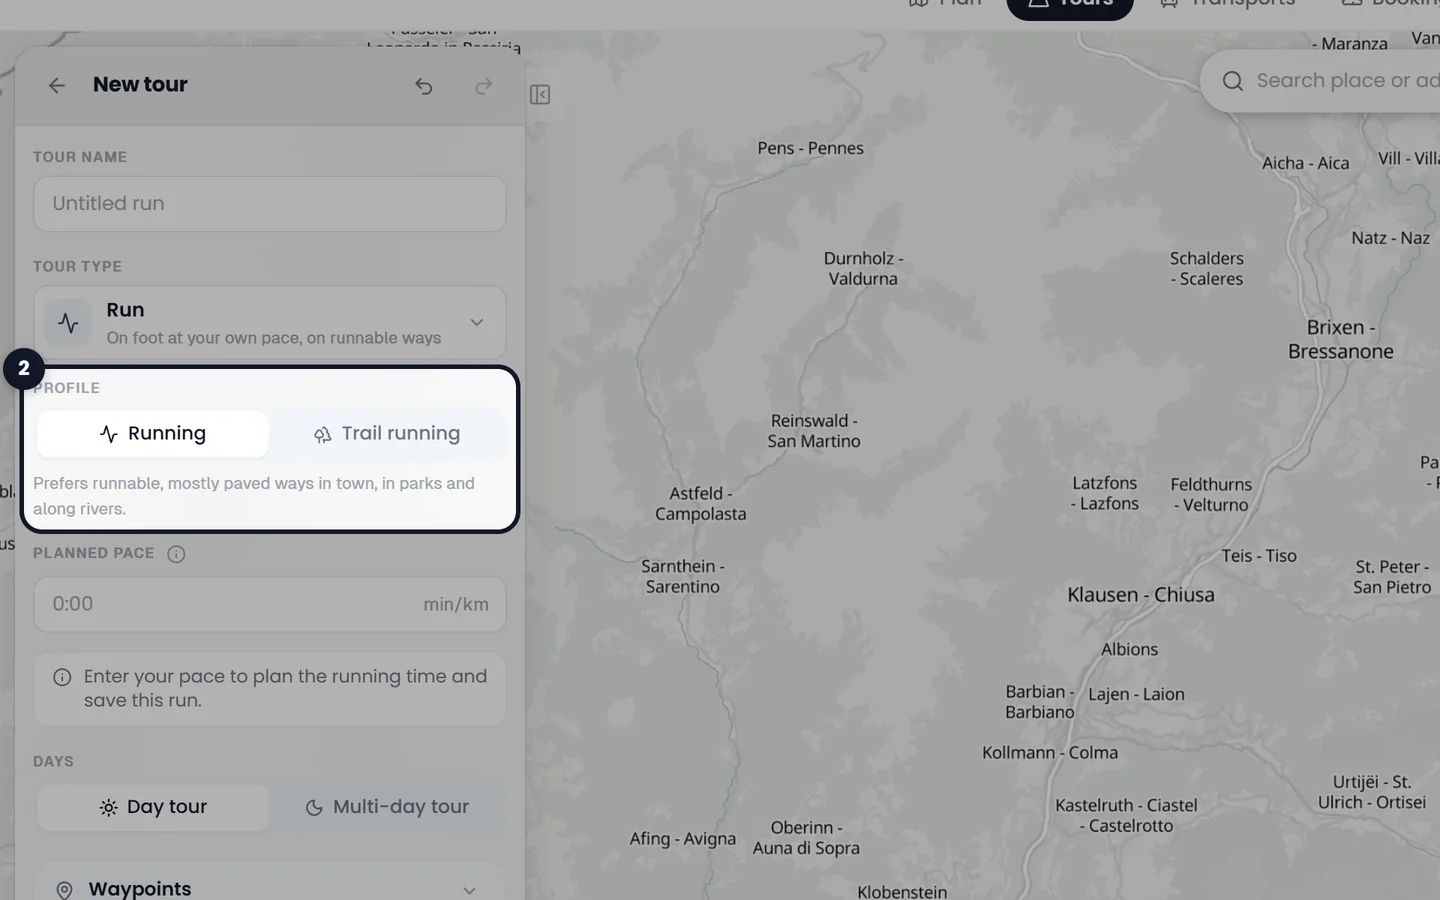 Plan
Tours
Transports
New tour
TOUR NAME
Untitled run
TOUR TYPE
Run
On foot at your own pace, on runnable ways
2
PROFILE
Running
Trail running
Prefers runnable, mostly paved ways in town, in parks and
along rivers.
PLANNED PACE
0:00
min/km
Enter your pace to plan the running time and
save this run.
DAYS
Day tour
Multi-day tour
Waypoints
Search place or ad
- Maranza
Pens - Pennes
Aicha - Aica
Durnholz -
Valdurna
Schalders
- Scaleres
Natz - Naz
Brixen -
Bressanone
Reinswald -
San Martino
Astfeld -
Campolasta
Latzfons
- Lazfons
Feldthurns
- Velturno
Sarnthein -
Sarentino
Teis - Tiso
St. Peter -
San Pietro
Klausen - Chiusa
Albions
Barbian -
Barbiano
Lajen - Laion
Kollmann - Colma
Urtijëi - St.
Ulrich - Ortisei
Kastelruth - Ciastel
- Castelrotto
Afing - Avigna
Oberinn -
Auna di Sopra
Klobenstein